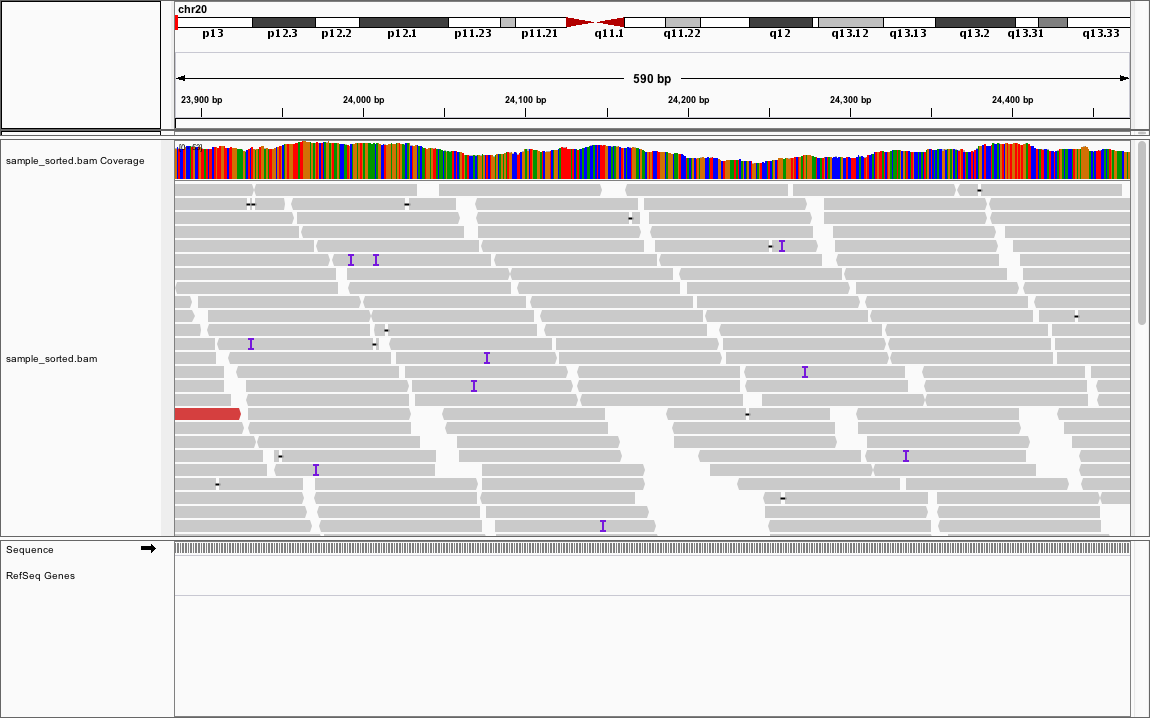 chr20
p13 p12.3 p12.2 p12.1 p11.23 p11.21 q11.1 q11.22 q12 q13.12 q13.13 q13.2 q13.31 q13.33
590 bp
23,900 bp 24,000 bp 24,100 bp 24,200 bp 24,300 bp 24,400 bp
sample_sorted.bam Coverage
sample_sorted.bam
Sequence
RefSeq Genes